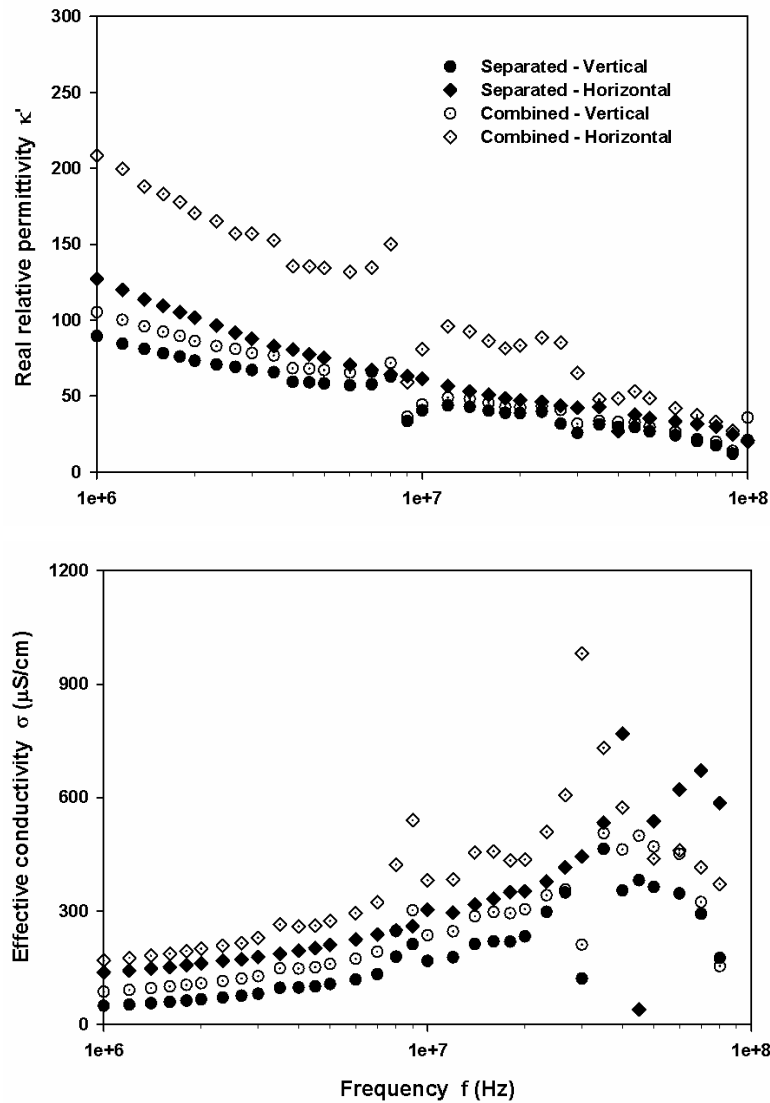 300
250
200
150
100
50
0
Real relative permittivity κ'
Separated - Vertical
Separated - Horizontal
Combined - Vertical
Combined - Horizontal
1e+6
1e+7
1e+8
1200
900
600
300
0
Effective conductivity σ (μS/cm)
1e+6
1e+7
1e+8
Frequency f (Hz)